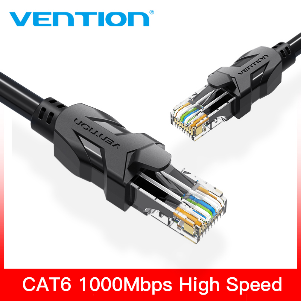 VENTION®
VENTION
CAT6 1000Mbps High Speed